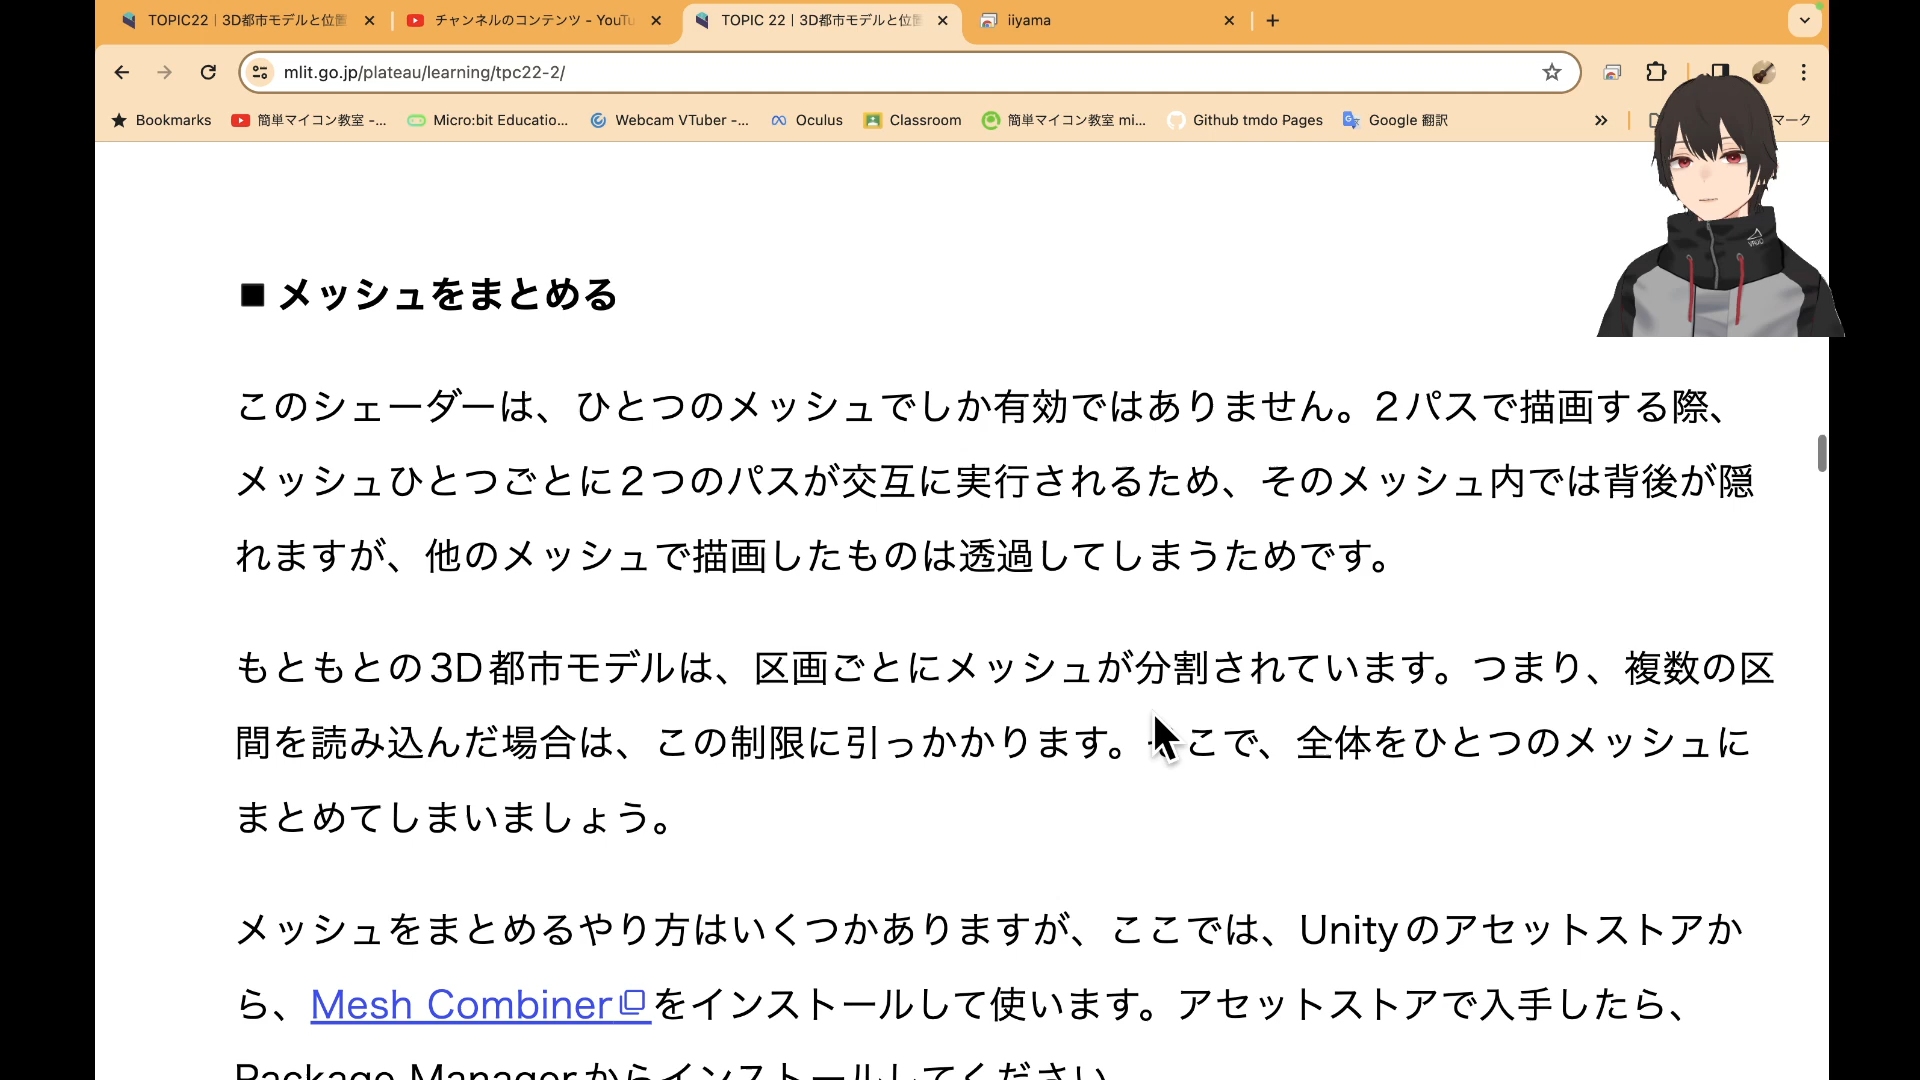 TOPIC22 | 3D都市モデルと位置
チャンネルのコンテンツ - YouTu
TOPIC 22 | 3D都市モデルと位置
iiyama
mlit.go.jp/plateau/learning/tpc22-2/
Bookmarks
簡単マイコン教室 -...
Micro:bit Educatio...
Webcam VTuber -...
Oculus
Classroom
簡単マイコン教室 mi...
Github tmdo Pages
Google 翻訳
マーク
■ メッシュをまとめる
このシェーダーは、ひとつのメッシュでしか有効ではありません。2パスで描画する際、
メッシュひとつごとに2つのパスが交互に実行されるため、そのメッシュ内では背後が隠
れますが、他のメッシュで描画したものは透過してしまうためです。
もともとの3D都市モデルは、区画ごとにメッシュが分割されています。つまり、複数の区
間を読み込んだ場合は、この制限に引っかかります。そこで、全体をひとつのメッシュに
まとめてしまいましょう。
メッシュをまとめるやり方はいくつかありますが、ここでは、Unityのアセットストアか
ら、Mesh Combinerをインストールして使います。アセットストアで入手したら、
Package Managerからインストールしてください。